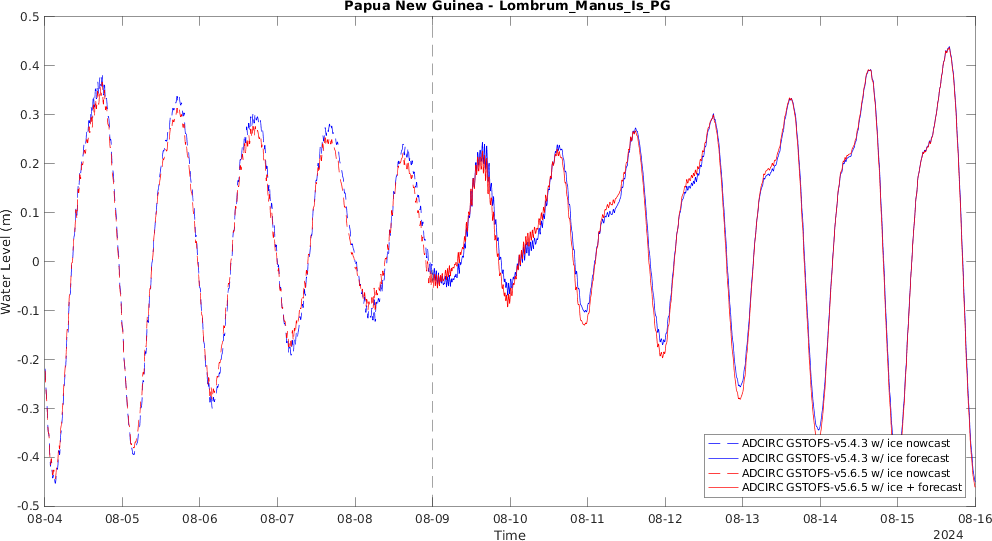 Papua New Guinea - Lombrum_Manus_Is_PG
0.5
0.4
0.3
0.2
0.1
0
-0.1
-0.2
-0.3
-0.4
-0.5
Water Level (m)
ADCIRC GSTOFS-v5.4.3 w/ ice nowcast
ADCIRC GSTOFS-v5.4.3 w/ ice forecast
ADCIRC GSTOFS-v5.6.5 w/ ice nowcast
ADCIRC GSTOFS-v5.6.5 w/ ice + forecast
08-04 08-05 08-06 08-07 08-08 08-09 08-10 08-11 08-12 08-13 08-14 08-15 08-16
Time
2024